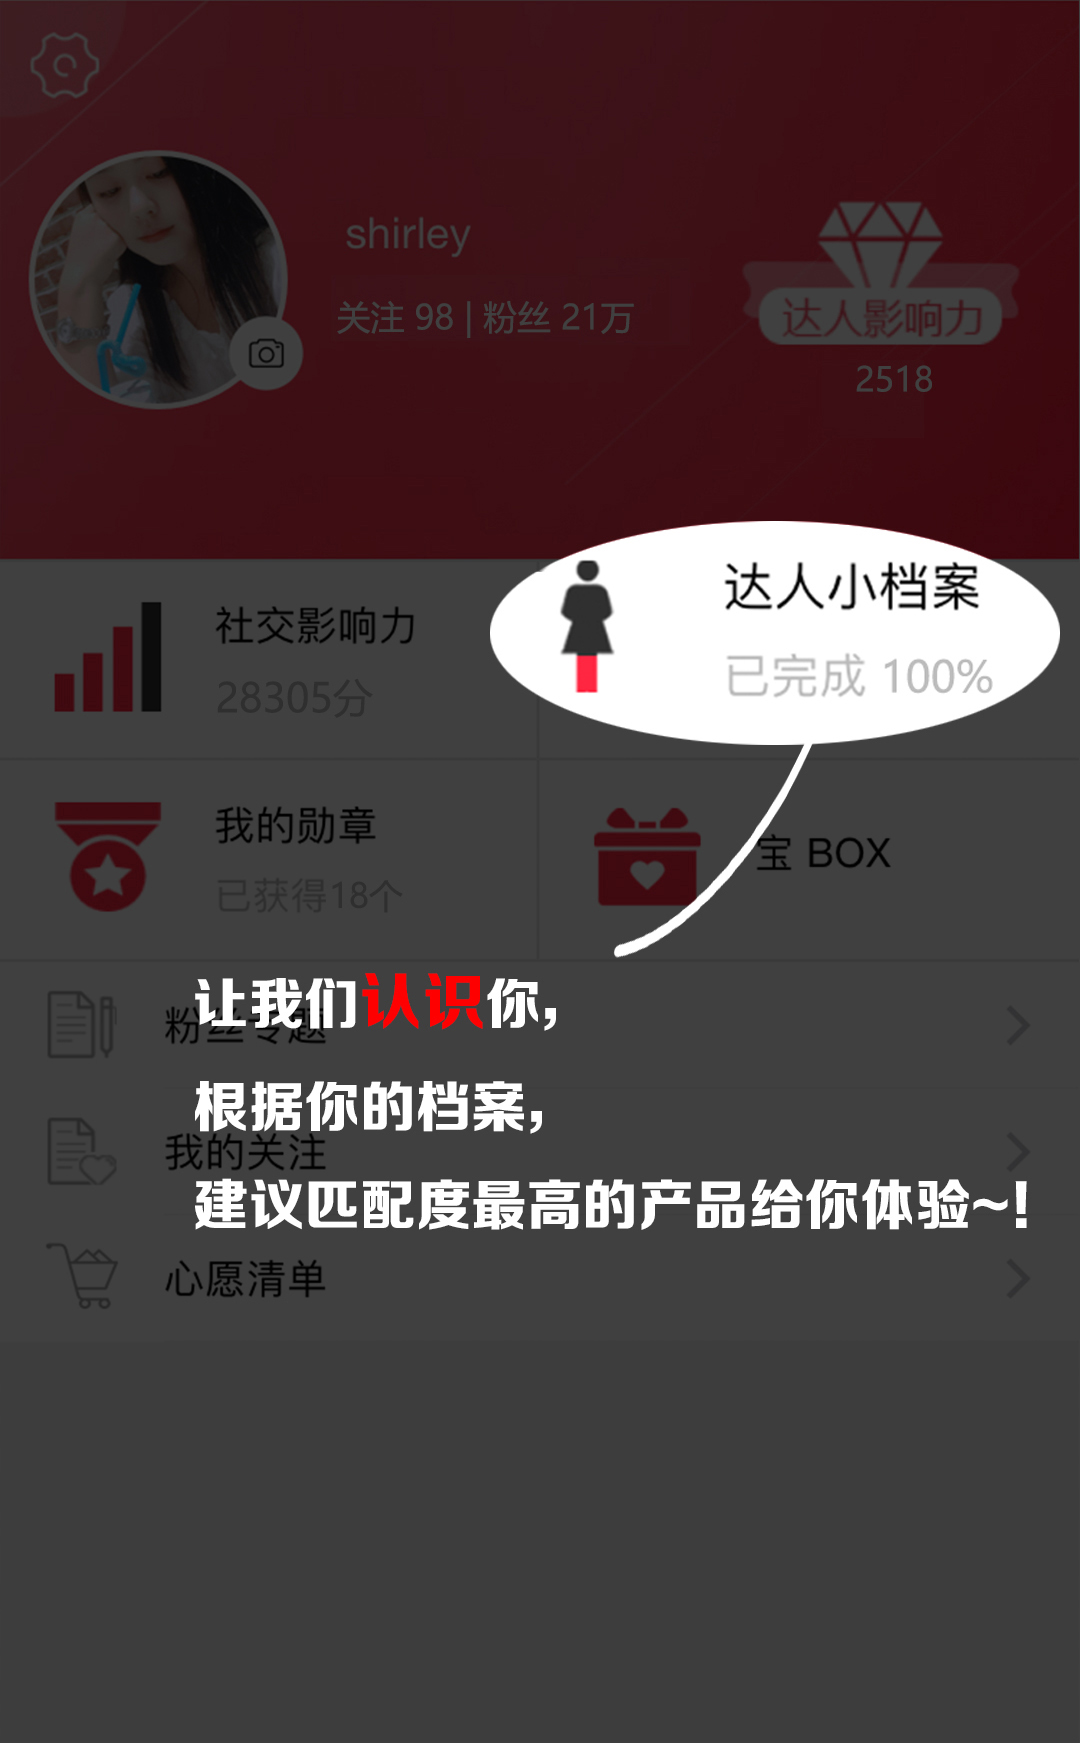 shirley
关注 98 | 粉丝 21万
达人影响力
2518
社交影响力
28305分
达人小档案
已完成 100%
我的勋章
已获得18个
宝 BOX
让我们认识你,
粉丝专题
根据你的档案,
我的关注
建议匹配度最高的产品给你体验~!
心愿清单